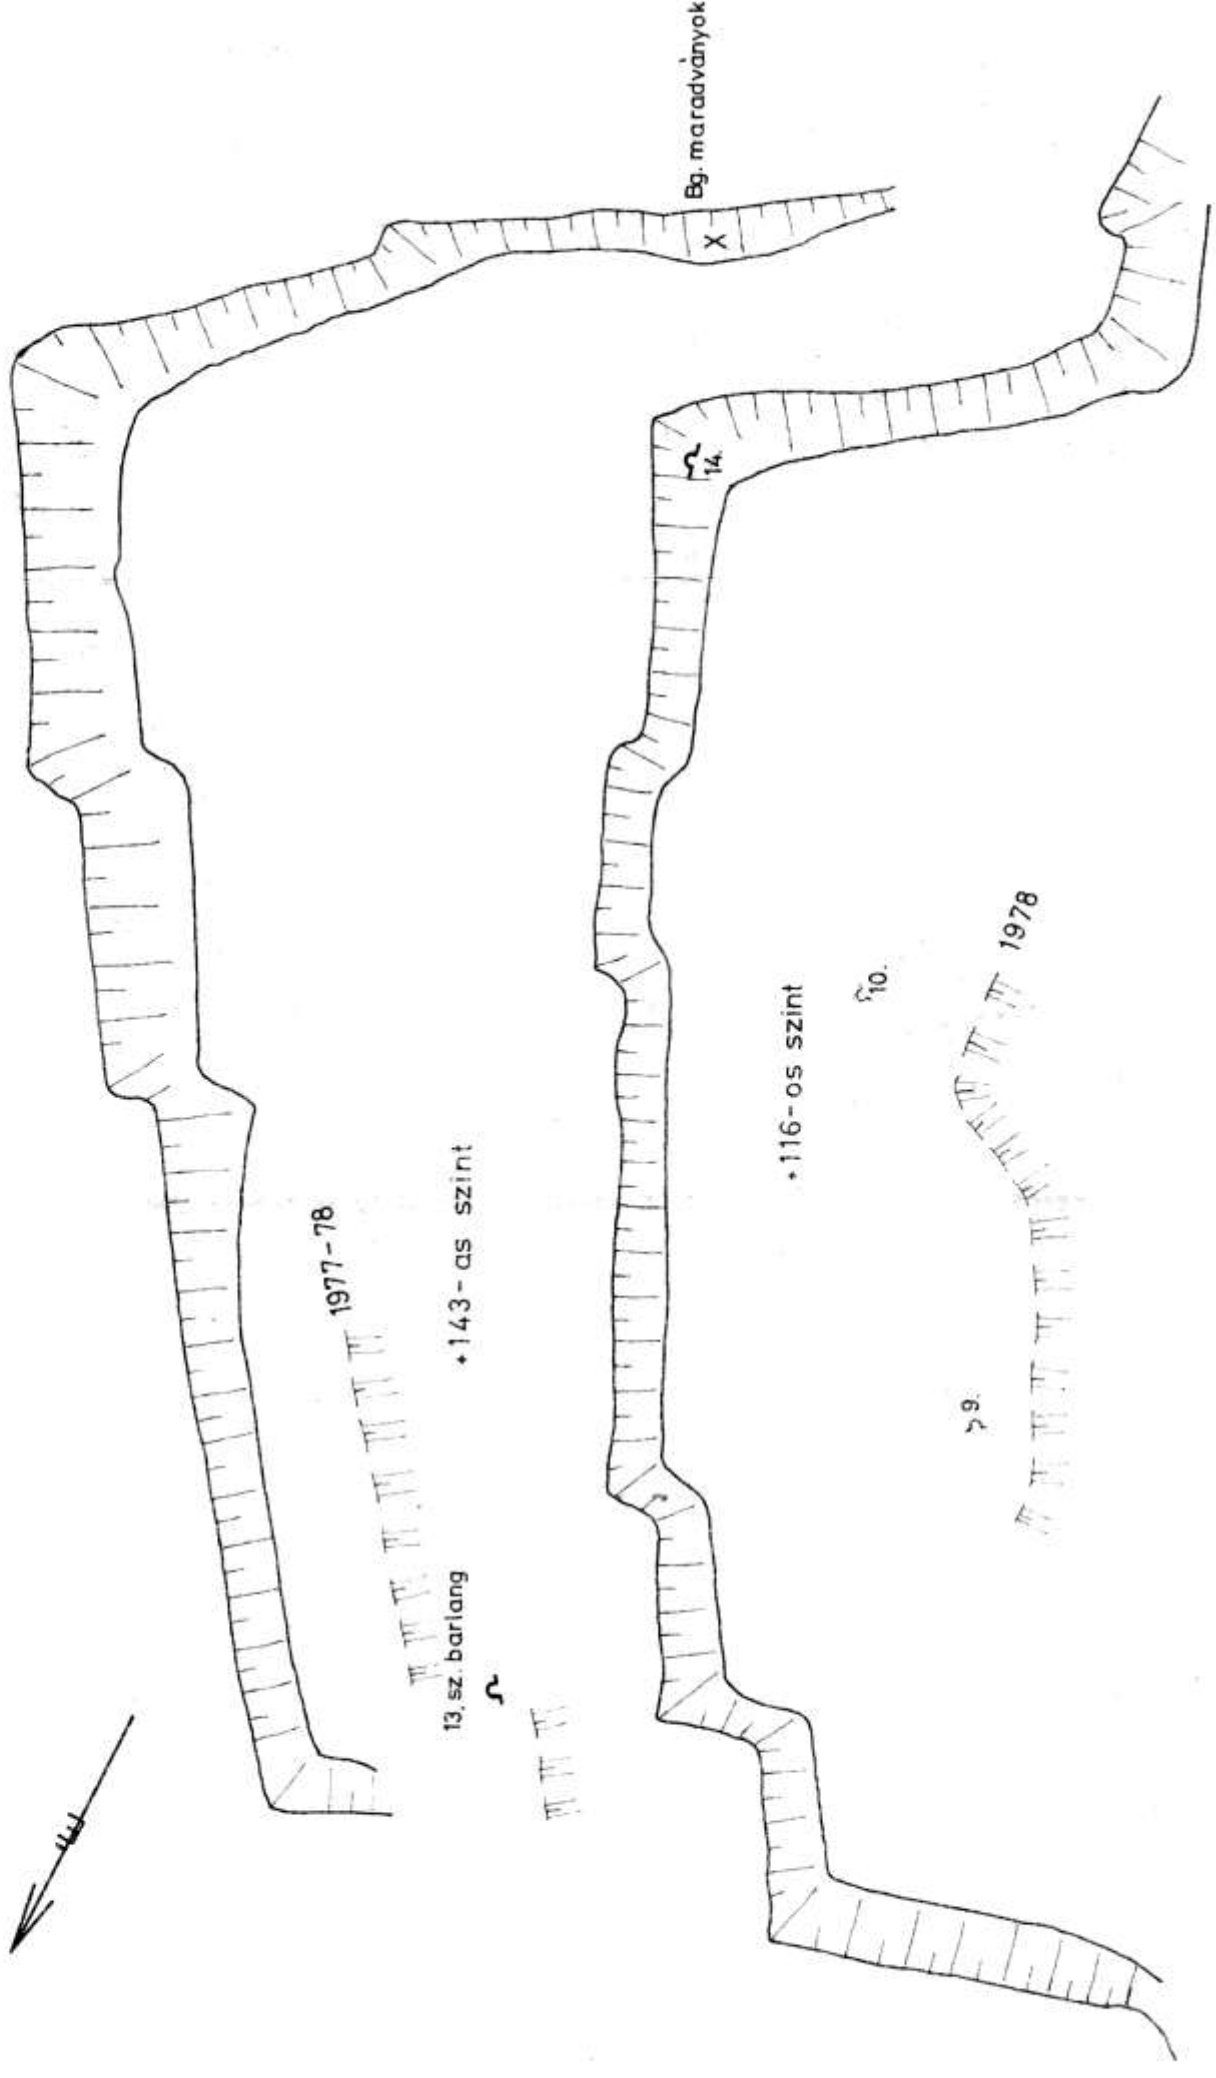 Bg. maradványok
X
14.
1978
10.
+116-os szint
9.
1977-78
+143-as szint
13. sz. barlang
É